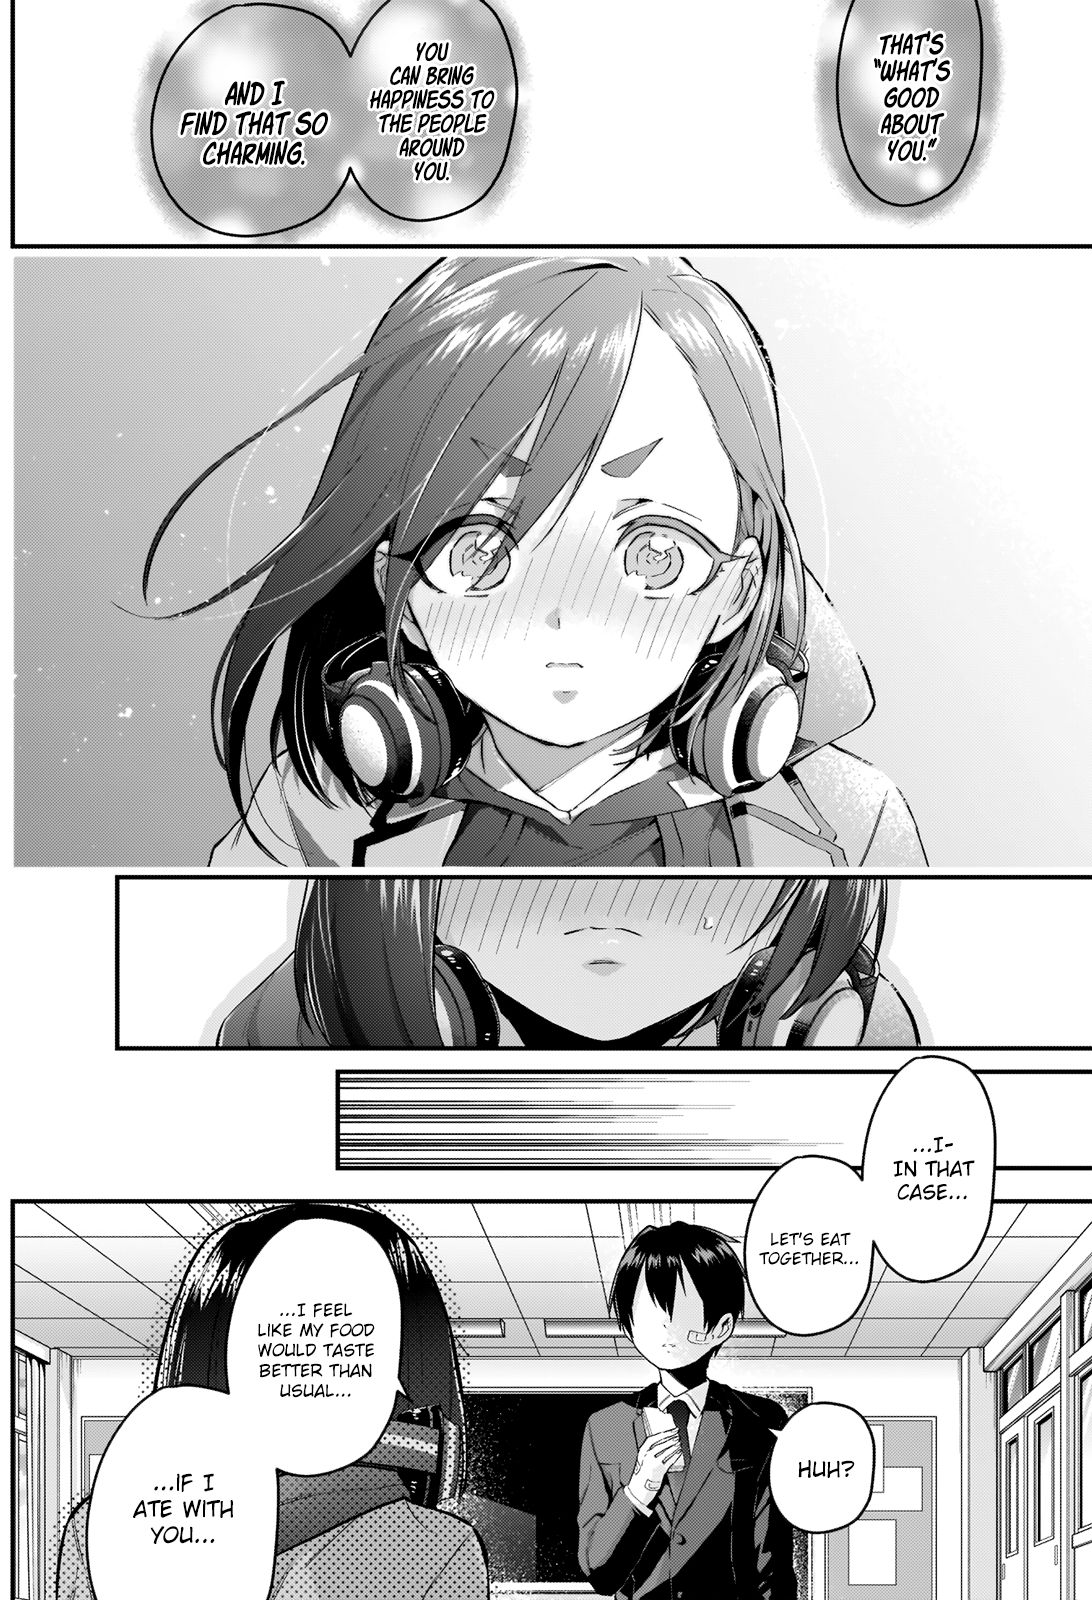 THAT'S
"WHAT'S
GOOD
ABOUT
YOU."
YOU
CAN BRING
HAPPINESS TO
THE PEOPLE
AROUND
YOU.
AND I
FIND THAT SO
CHARMING.
...I-
IN THAT
CASE...
LET'S EAT
TOGETHER...
HUH?
...I FEEL
LIKE MY FOOD
WOULD TASTE
BETTER THAN
USUAL...
...IF I
ATE WITH
YOU...